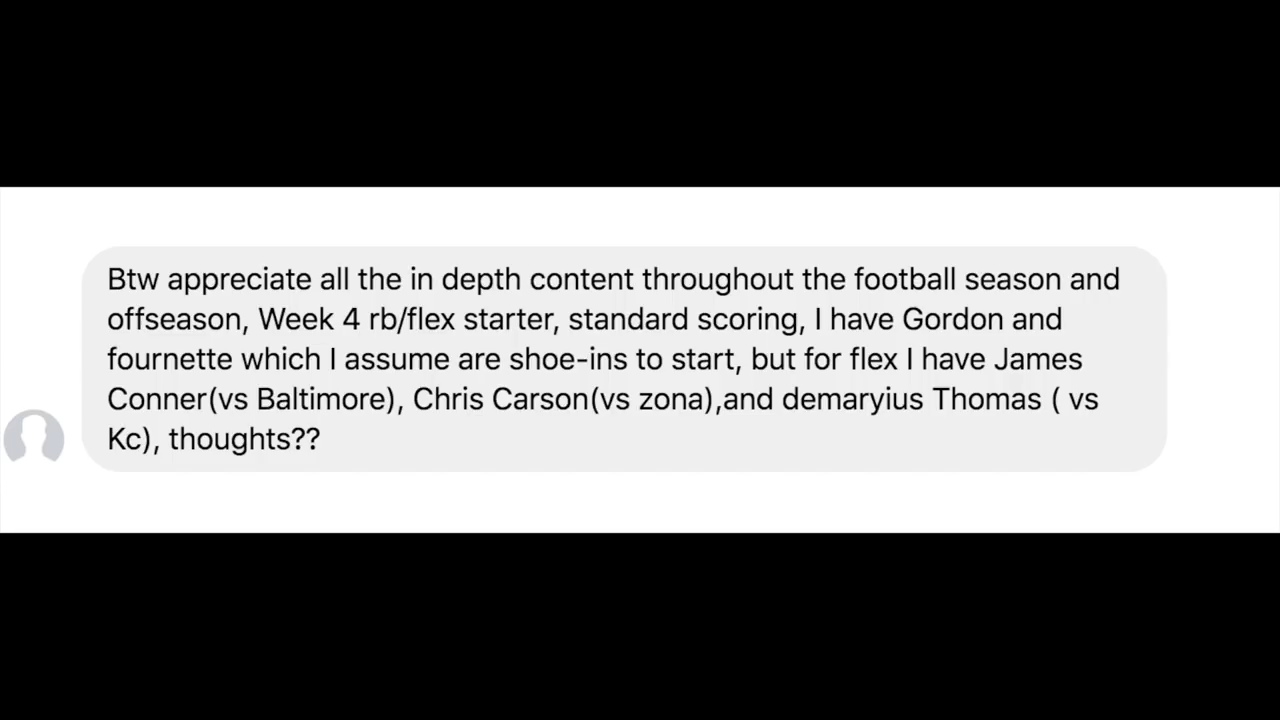 Btw appreciate all the in depth content throughout the football season and
offseason, Week 4 rb/flex starter, standard scoring, I have Gordon and
fournette which I assume are shoe-ins to start, but for flex I have James
Conner(vs Baltimore), Chris Carson(vs zona),and demaryius Thomas ( vs
Kc), thoughts??